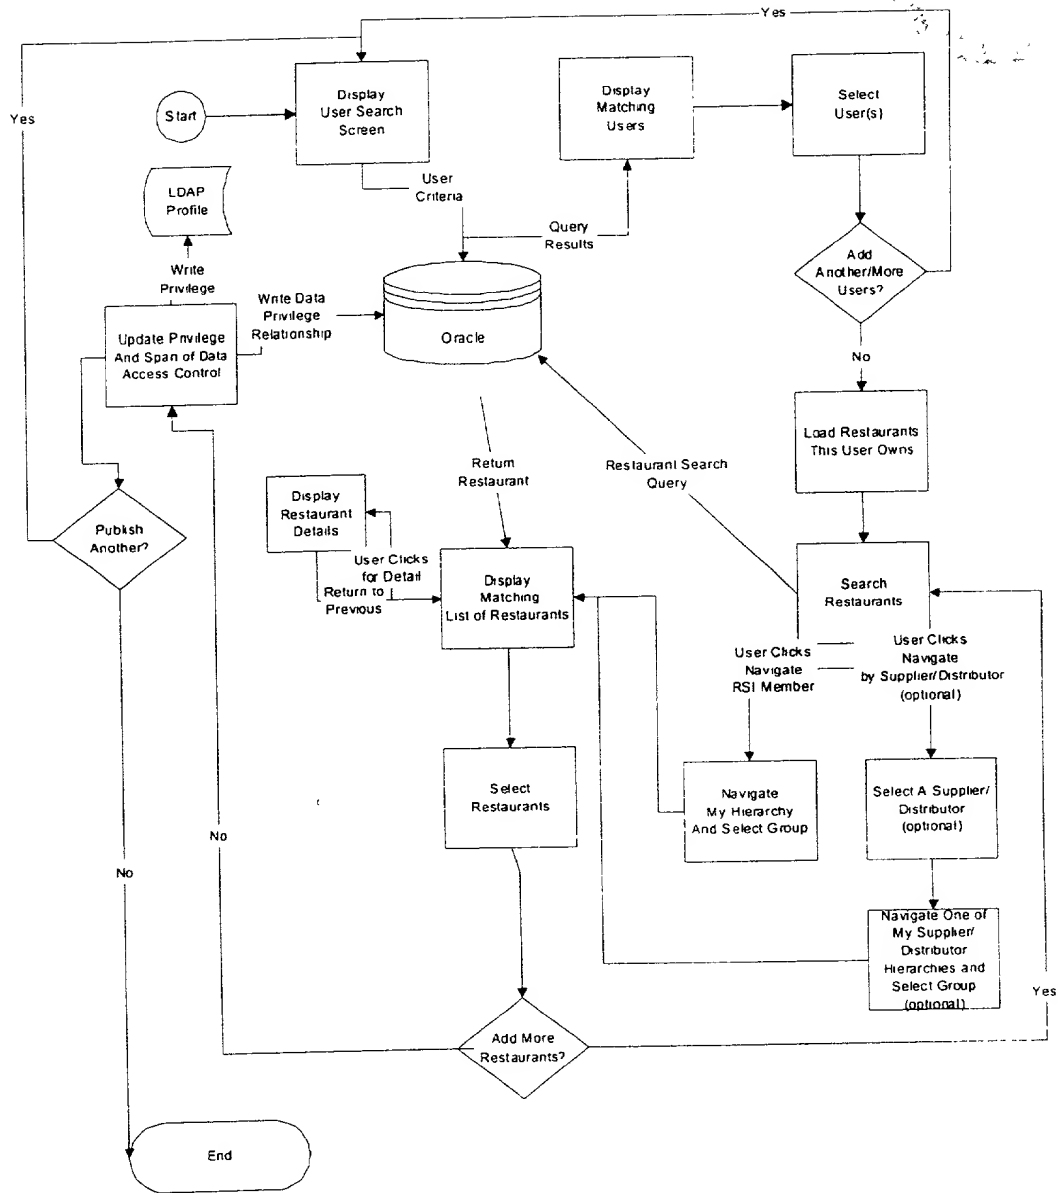 Yes
Yes
Start
Display
User Search
Screen
Display
Matching
Users
Select
User(s)
LDAP
Profile
User
Criteria
Query
Results
Add
Another/More
Users?
Write
Privilege
Write Data
Privilege
Relationship
Update Privilege
And Span of Data
Access Control
Oracle
No
Load Restaurants
This User Owns
Return
Restaurant
Restaurant Search
Query
Display
Restaurant
Details
Publish
Another?
User Clicks
for Detail
Return to
Previous
Display
Matching
List of Restaurants
Search
Restaurants
User Clicks
Navigate
RSI Member
User Clicks
Navigate
by Supplier/Distributor
(optional)
Select
Restaurants
Navigate
My Hierarchy
And Select Group
Select A Supplier/
Distributor
(optional)
No
No
Navigate One of
My Supplier/
Distributor
Hierarchies and
Select Group
(optional)
Yes
Add More
Restaurants?
End